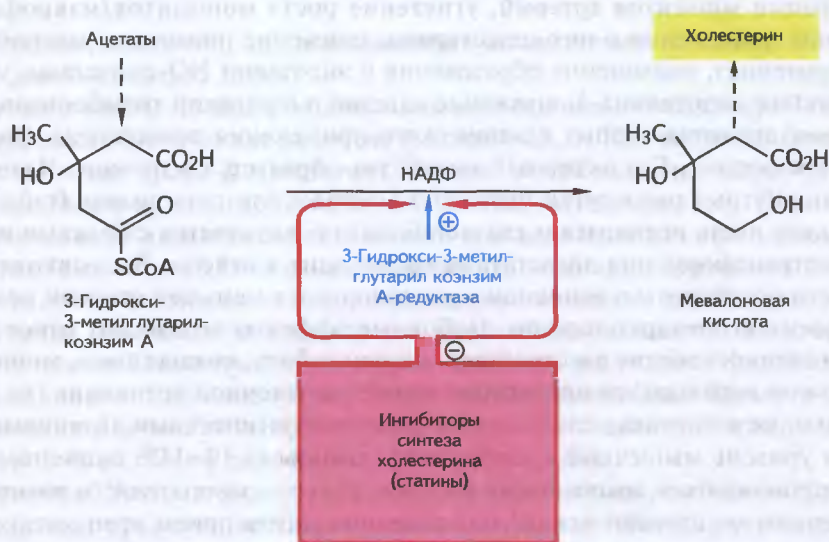 Ацетаты
Холестерин
H₃C
CO₂H
HO
O
SCoA
3-Гидрокси-
3-метилглутарил-
коэнзим А
НАДФ
⊕
3-Гидрокси-3-метил-
глутарил коэнзим
А-редуктаза
⊖
Ингибиторы
синтеза
холестерина
(статины)
H₃C
CO₂H
HO
OH
Мевалоновая
кислота